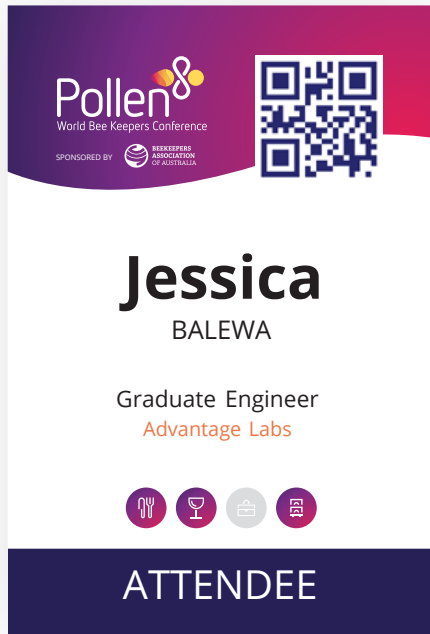 Pollen8
World Bee Keepers Conference
SPONSORED BY
BEEKEEPERS
ASSOCIATION
OF AUSTRALIA
Jessica
BALEWA
Graduate Engineer
Advantage Labs
ATTENDEE